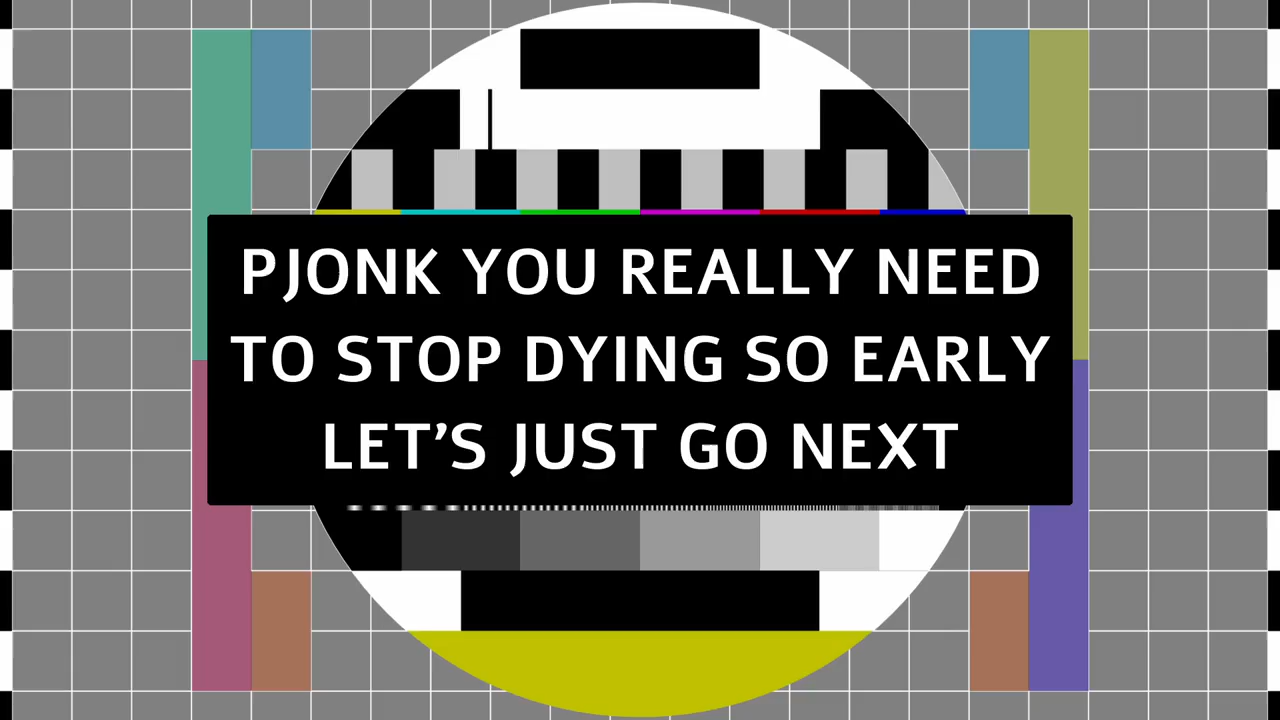 PJONK YOU REALLY NEED
TO STOP DYING SO EARLY
LET’S JUST GO NEXT